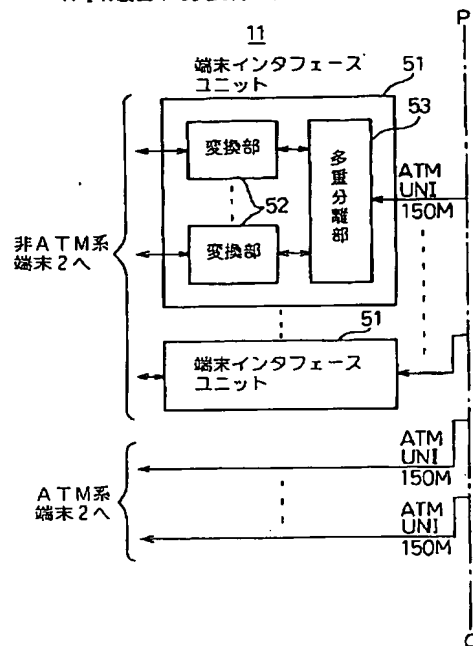 P
11
端末インタフェース
ユニット
51
53
変換部
多重分離部
ATM
UNI
150M
52
非ATM系
端末2へ
変換部
51
端末インタフェース
ユニット
ATM系
端末2へ
ATM
UNI
150M
ATM
UNI
150M